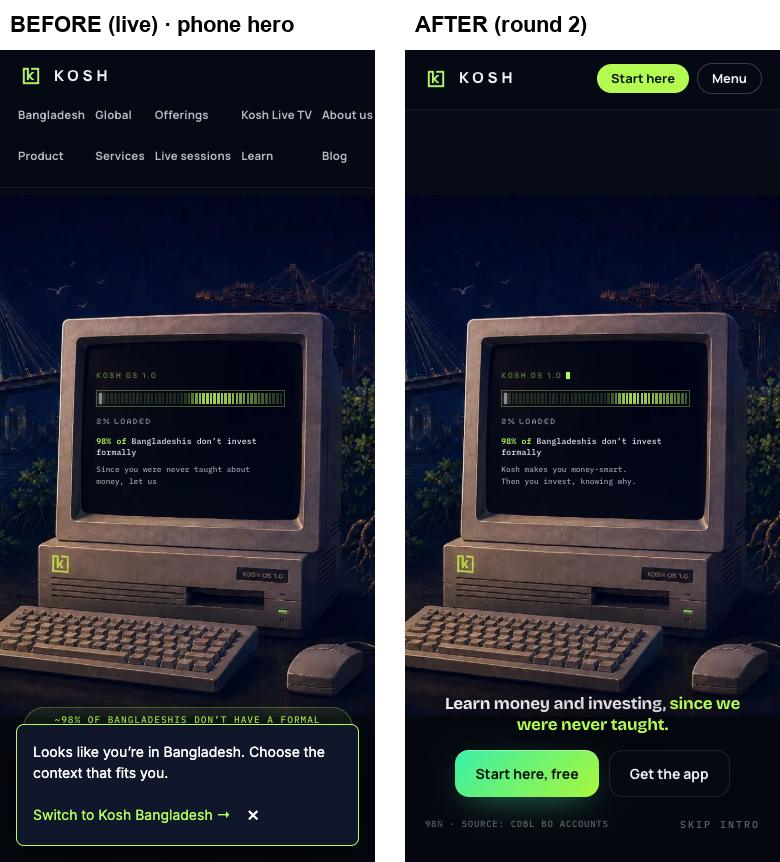 BEFORE (live) · phone hero
KOSH
Bangladesh Global Offerings Kosh Live TV About us
Product Services Live sessions Learn Blog
KOSH OS 1.0
2% LOADED
98% of Bangladeshis don’t invest
formally
Since you were never taught about
money, let us
KOSH OS 1.0
~98% OF BANGLADESHIS DON’T HAVE A FORMAL
Looks like you’re in Bangladesh. Choose the
context that fits you.
Switch to Kosh Bangladesh → ✕
AFTER (round 2)
KOSH
Start here Menu
KOSH OS 1.0
2% LOADED
98% of Bangladeshis don’t invest
formally
Kosh makes you money-smart.
Then you invest, knowing why.
KOSH OS 1.0
Learn money and investing, since we
were never taught.
Start here, free Get the app
98% · SOURCE: CDBL BO ACCOUNTS SKIP INTRO